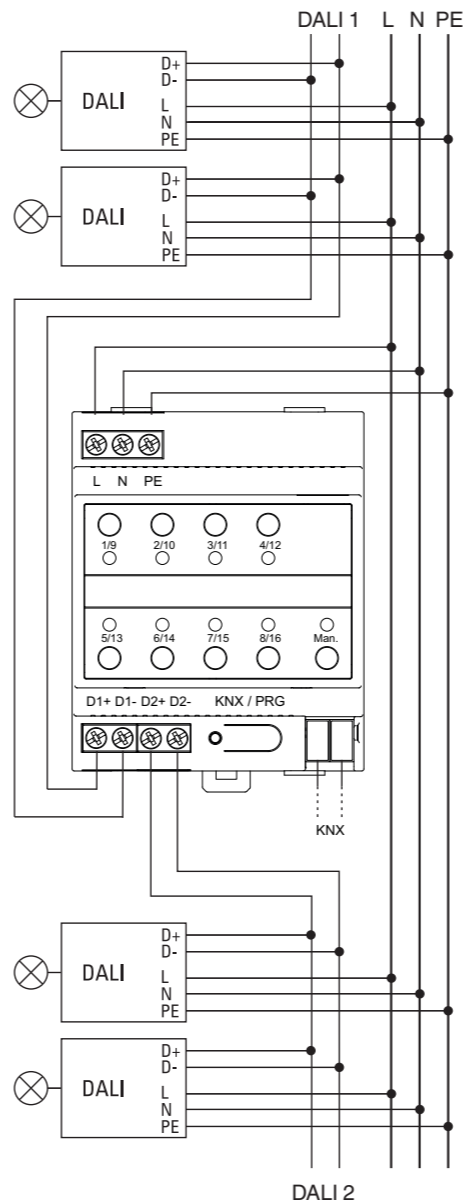 DALI 1 L N PE
D+
D-
DALI
L
N
PE
D+
D-
DALI
L
N
PE
L N PE
1/9 2/10 3/11 4/12
5/13 6/14 7/15 8/16 Man.
D1+ D1- D2+ D2- KNX / PRG
KNX
D+
D-
DALI
L
N
PE
D+
D-
DALI
L
N
PE
DALI 2